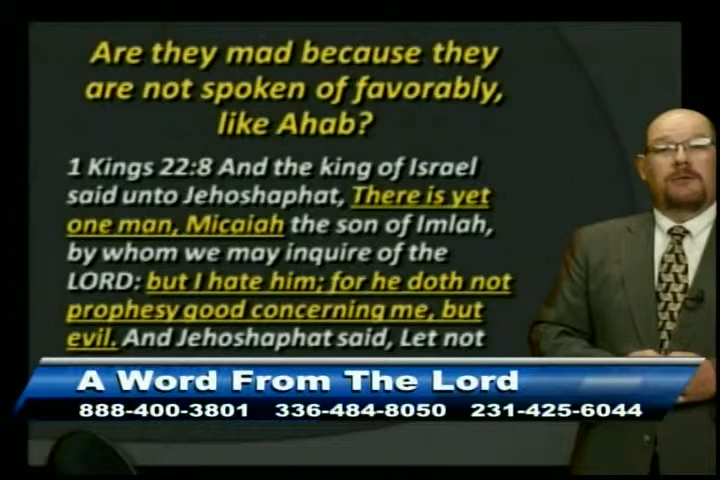 Are they mad because they
are not spoken of favorably,
like Ahab?
1 Kings 22:8 And the king of Israel
said unto Jehoshaphat, There is yet
one man, Micaiah the son of Imlah,
by whom we may inquire of the
LORD: but I hate him; for he doth not
prophesy good concerning me, but
evil. And Jehoshaphat said, Let not
A Word From The Lord
888-400-3801 336-484-8050 231-425-6044